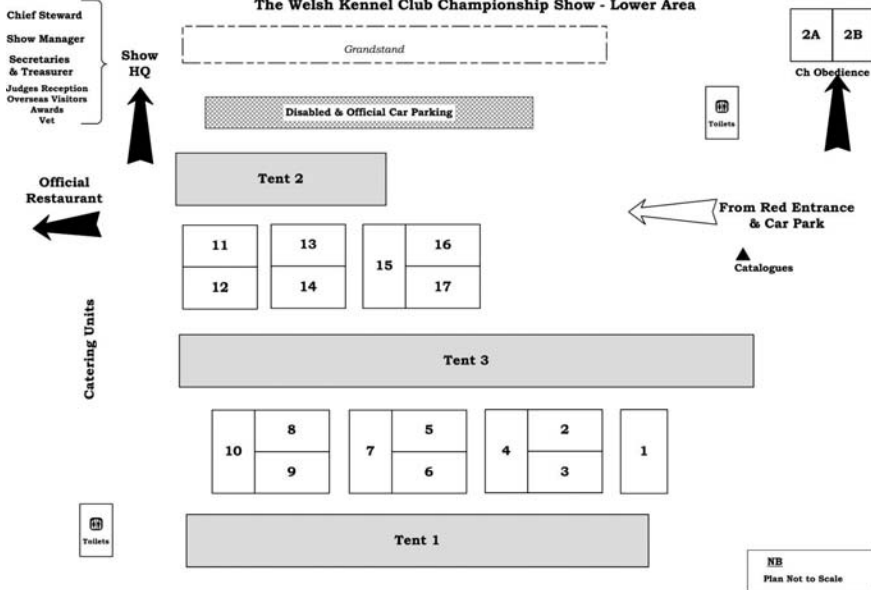 The Welsh Kennel Club Championship Show - Lower Area
Chief Steward
Show Manager
Secretaries
& Treasurer
Judges Reception
Overseas Visitors
Awards
Vet
Show
HQ
Grandstand
2A
2B
Ch Obedience
Disabled & Official Car Parking
Toilets
Tent 2
Official
Restaurant
From Red Entrance
& Car Park
Catalogues
11
13
15
16
12
14
17
Catering Units
Tent 3
10
8
7
5
4
2
1
9
6
3
Toilets
Tent 1
NB
Plan Not to Scale